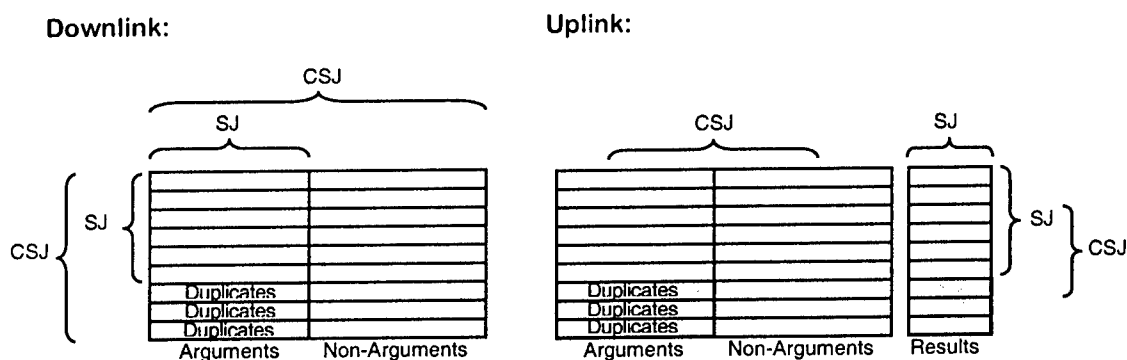 Downlink:
Uplink:
CSJ
SJ
CSJ
SJ
SJ
CSJ
SJ
CSJ
Duplicates
Duplicates
Duplicates
Arguments Non-Arguments
Duplicates
Duplicates
Duplicates
Arguments Non-Arguments Results